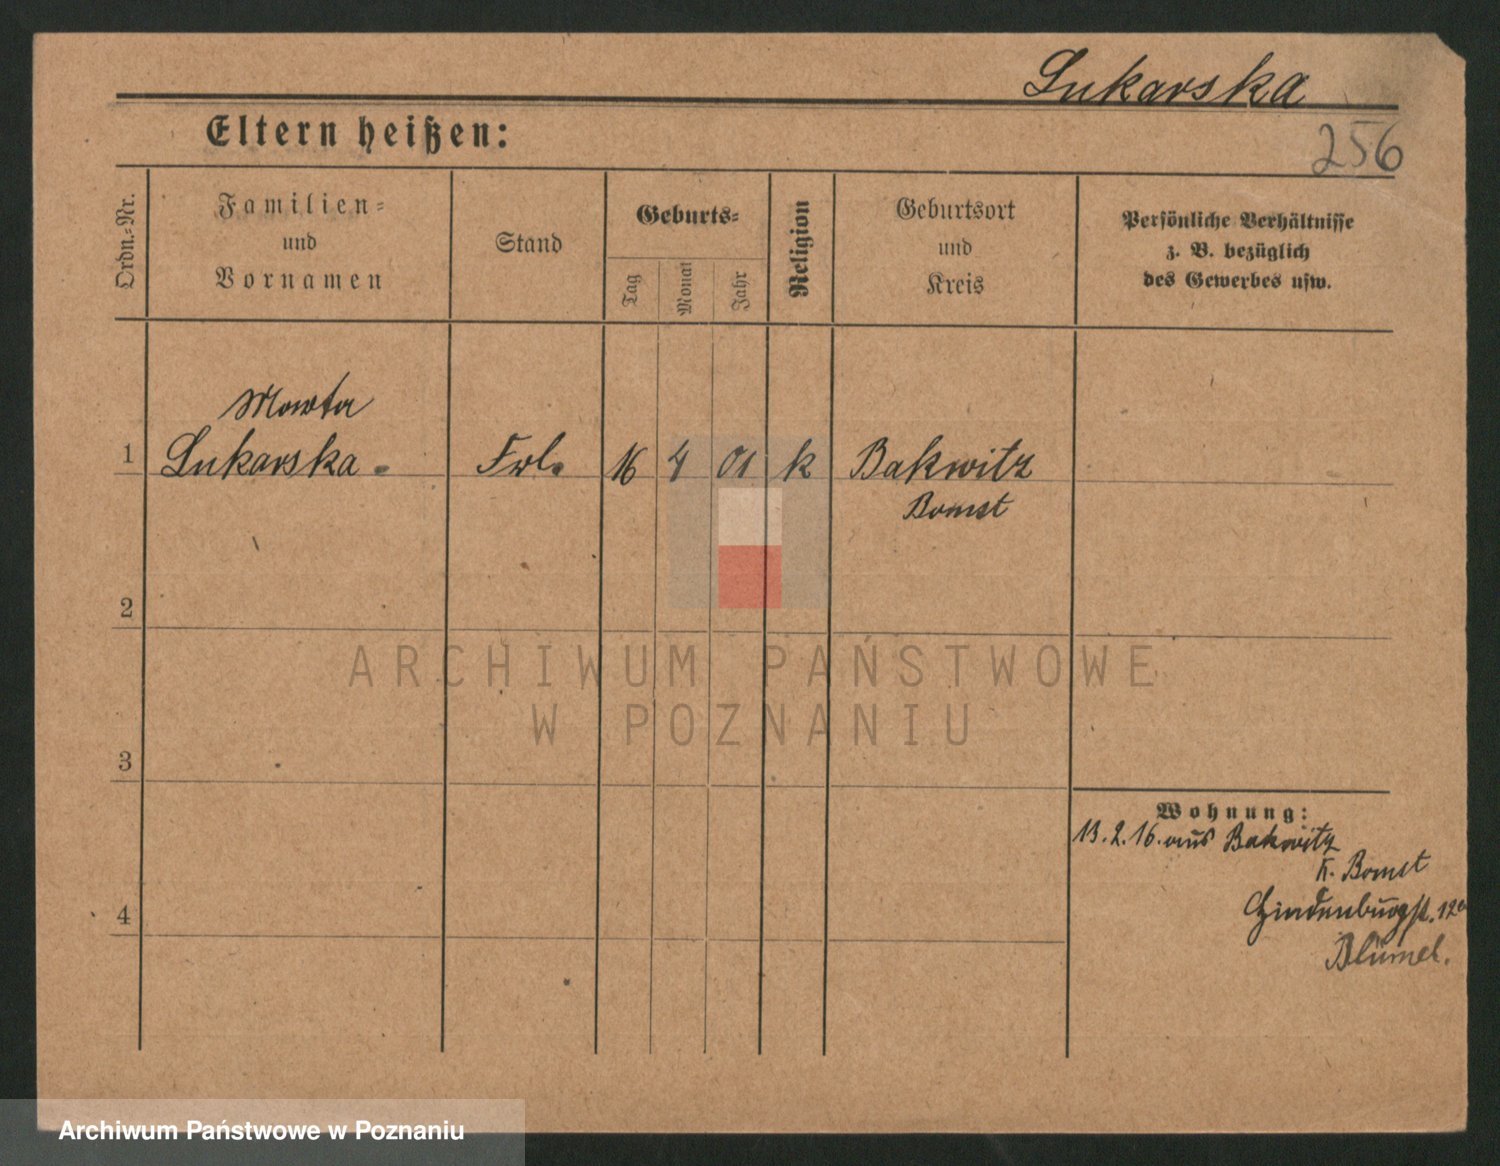 Lukarska
256
Eltern heißen:
Ordn.-Nr.
Familien-
und
Vornamen
Stand
Geburts-
Tag
Monat
Jahr
Religion
Geburtsort
und
Kreis
Persönliche Verhältnisse
z. B. bezüglich
des Gewerbes usw.
Marta
1 Lukarska Frl. 16 4 01 k Bakwitz
Bomst
2
3
4
Wohnung:
13.2.16. aus Bakwitz
K. Bomst
Hindenburgst. 12a
Blümel.
ARCHIWUM PAŃSTWOWE
W POZNANIU
Archiwum Państwowe w Poznaniu